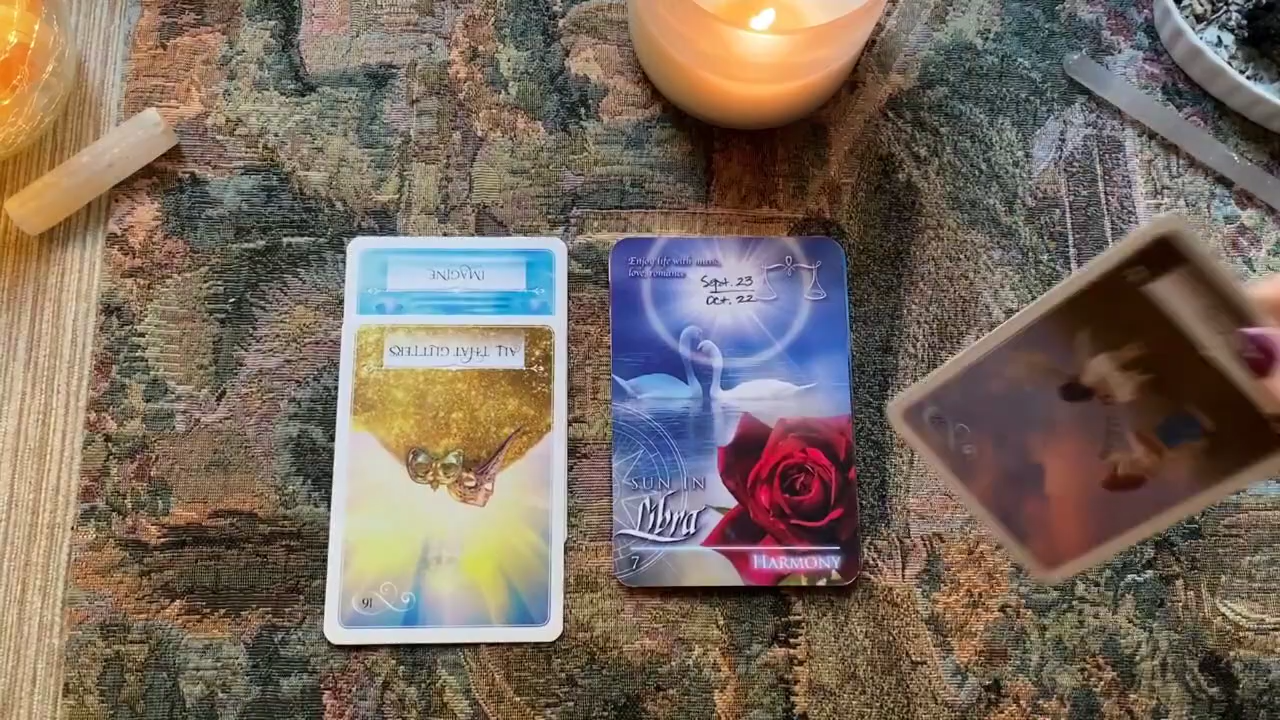 IMAGINE
ALL THAT GLITTERS
16
Enjoy life with music,
love, romance
Sept. 23
Oct. 22
SUN IN
Libra
7
HARMONY